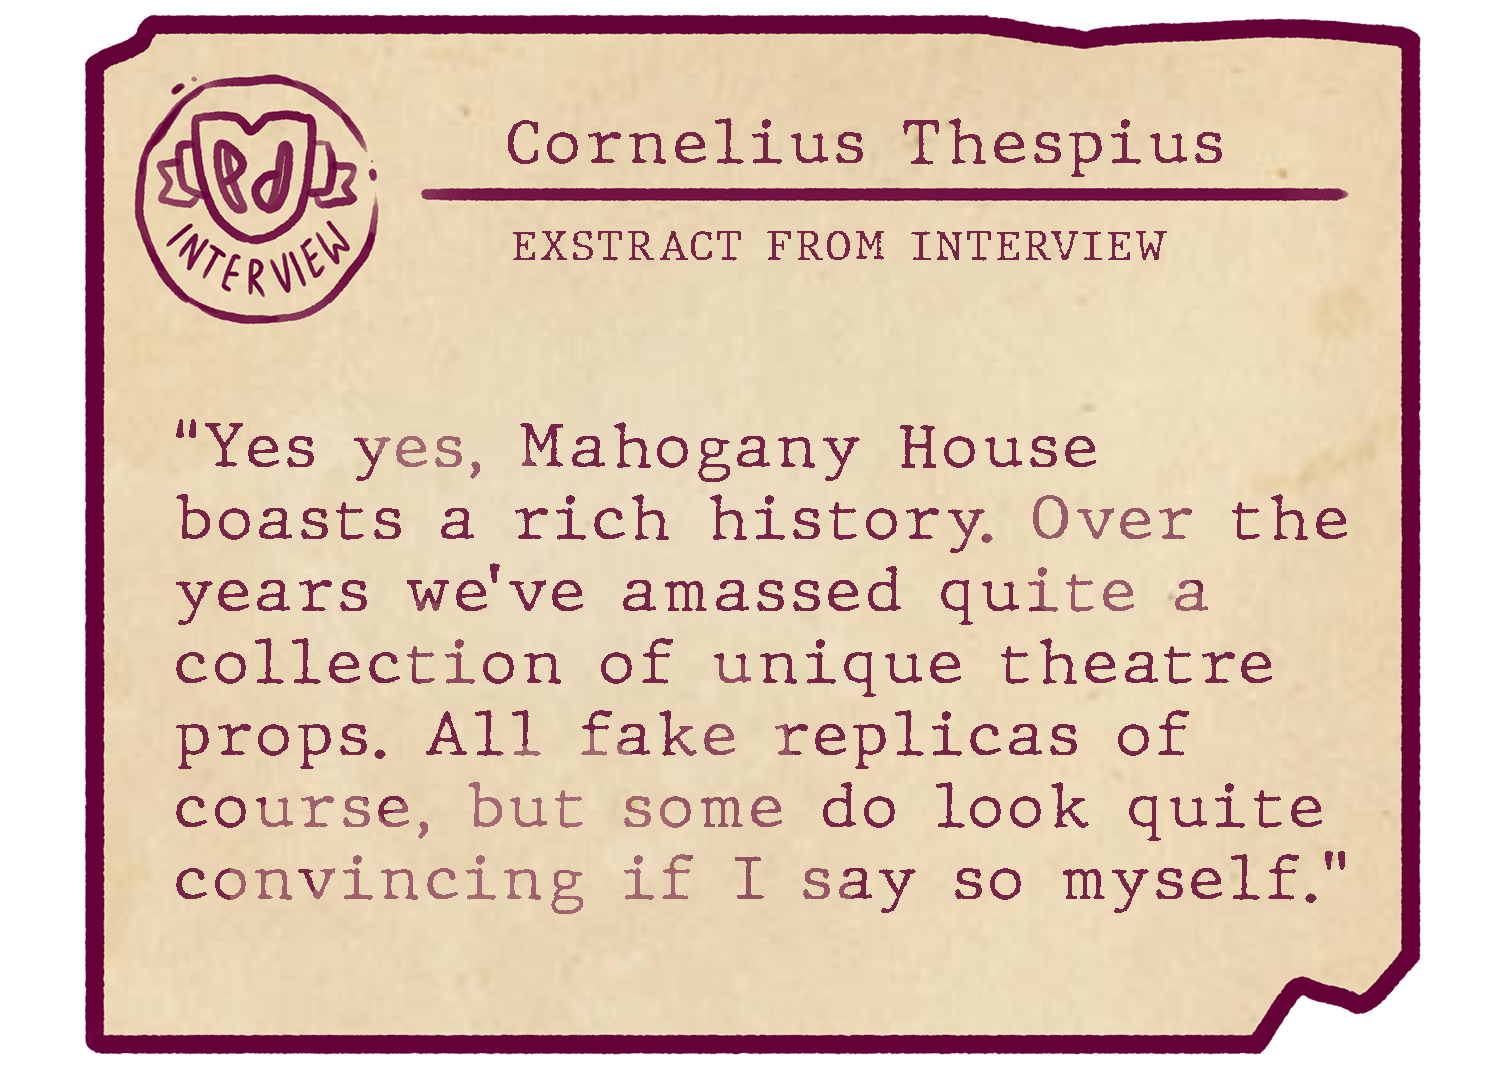 Pd
INTERVIEW
Cornelius Thespius
EXSTRACT FROM INTERVIEW
“Yes yes, Mahogany House
boasts a rich history. Over the
years we've amassed quite a
collection of unique theatre
props. All fake replicas of
course, but some do look quite
convincing if I say so myself."